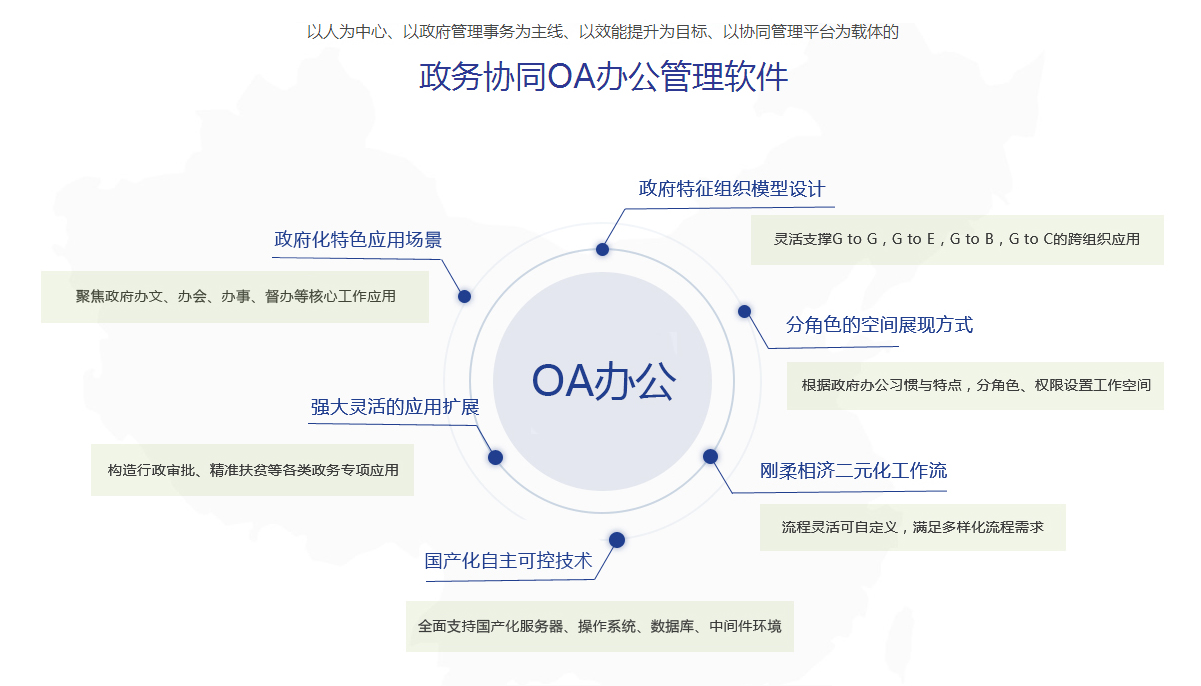 以人为中心、以政府管理事务为主线、以效能提升为目标、以协同管理平台为载体的
政务协同OA办公管理软件
政府特征组织模型设计
灵活支撑G to G，G to E，G to B，G to C的跨组织应用
政府化特色应用场景
聚焦政府办文、办会、办事、督办等核心工作应用
分角色的空间展现方式
根据政府办公习惯与特点，分角色、权限设置工作空间
OA办公
强大灵活的应用扩展
构造行政审批、精准扶贫等各类政务专项应用
刚柔相济二元化工作流
流程灵活可自定义，满足多样化流程需求
国产化自主可控技术
全面支持国产化服务器、操作系统、数据库、中间件环境